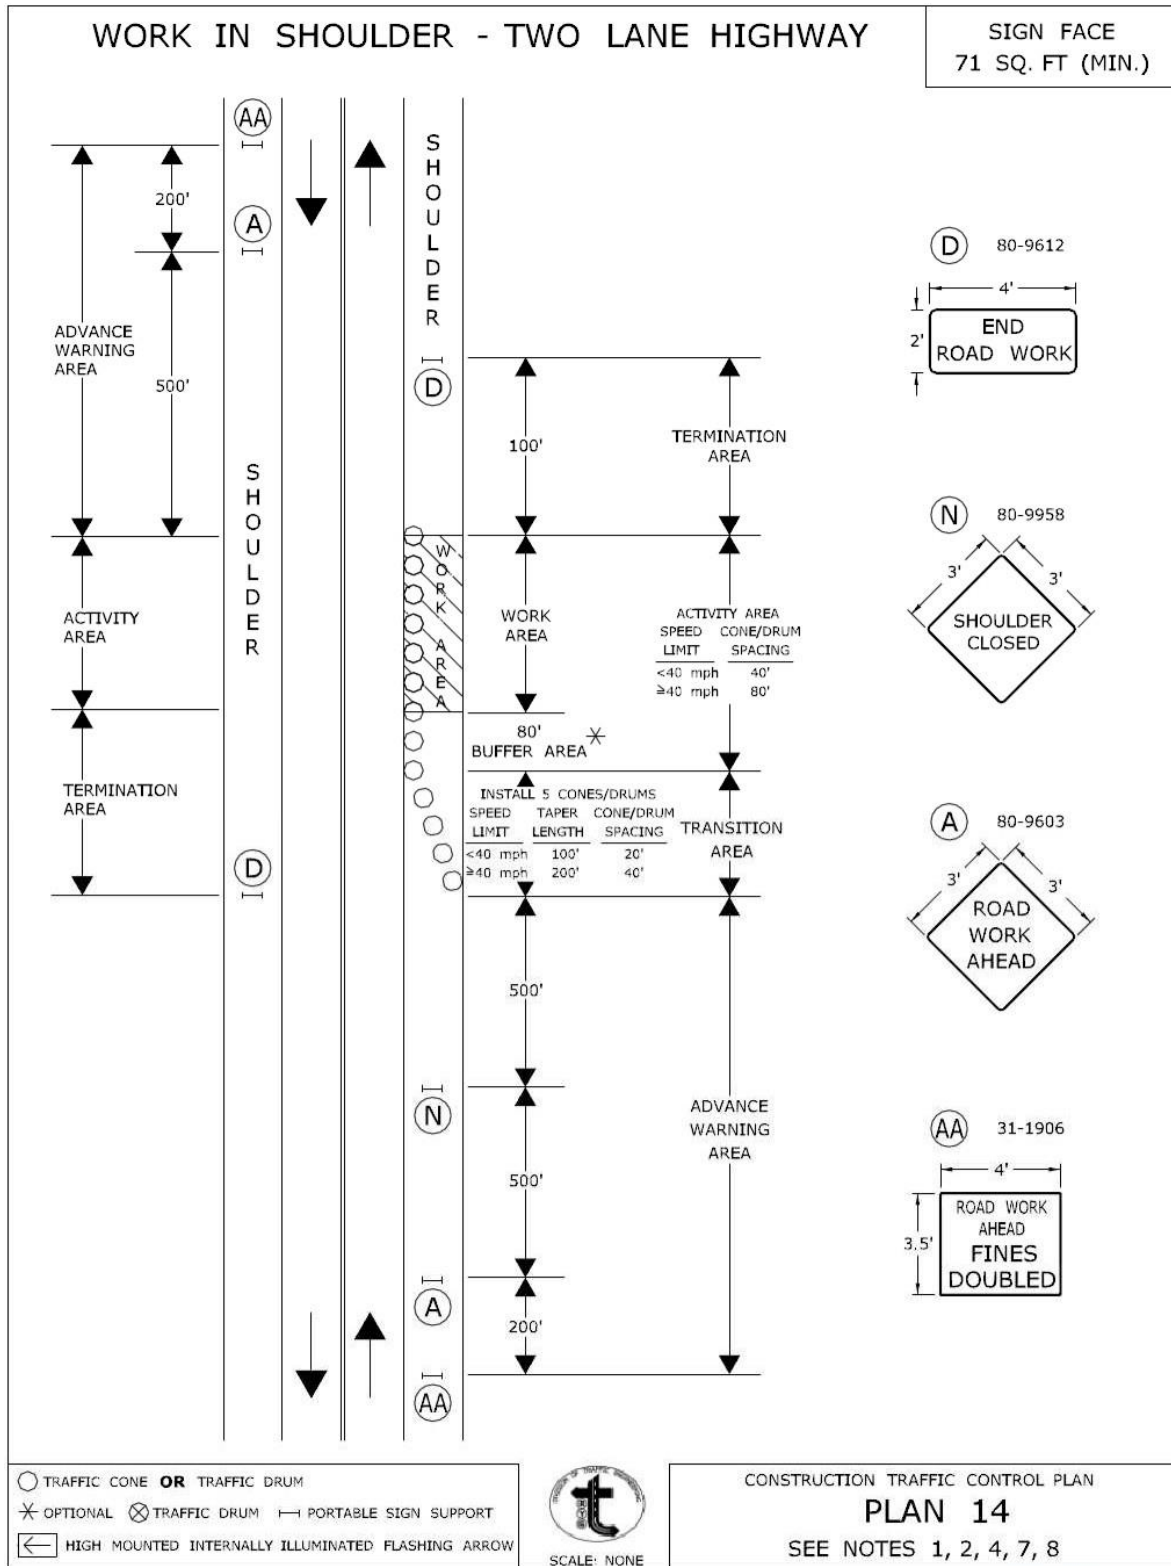 WORK IN SHOULDER - TWO LANE HIGHWAY
SIGN FACE
71 SQ. FT (MIN.)
AA
200'
A
ADVANCE
WARNING
AREA
500'
SHOULDER
ACTIVITY
AREA
TERMINATION
AREA
D
SHOULDER
D
100'
TERMINATION
AREA
WORK AREA
WORK
AREA
ACTIVITY AREA
SPEED CONE/DRUM
LIMIT SPACING
<40 mph 40'
≥40 mph 80'
80'
BUFFER AREA
INSTALL 5 CONES/DRUMS
SPEED TAPER CONE/DRUM
LIMIT LENGTH SPACING
<40 mph 100' 20'
≥40 mph 200' 40'
TRANSITION
AREA
500'
N
500'
ADVANCE
WARNING
AREA
A
200'
AA
D 80-9612
4'
2'
END
ROAD WORK
N 80-9958
3' 3'
SHOULDER
CLOSED
A 80-9603
3' 3'
ROAD
WORK
AHEAD
AA 31-1906
4'
3.5'
ROAD WORK
AHEAD
FINES
DOUBLED
TRAFFIC CONE OR TRAFFIC DRUM
OPTIONAL TRAFFIC DRUM PORTABLE SIGN SUPPORT
HIGH MOUNTED INTERNALLY ILLUMINATED FLASHING ARROW
SCALE: NONE
CONSTRUCTION TRAFFIC CONTROL PLAN
PLAN 14
SEE NOTES 1, 2, 4, 7, 8